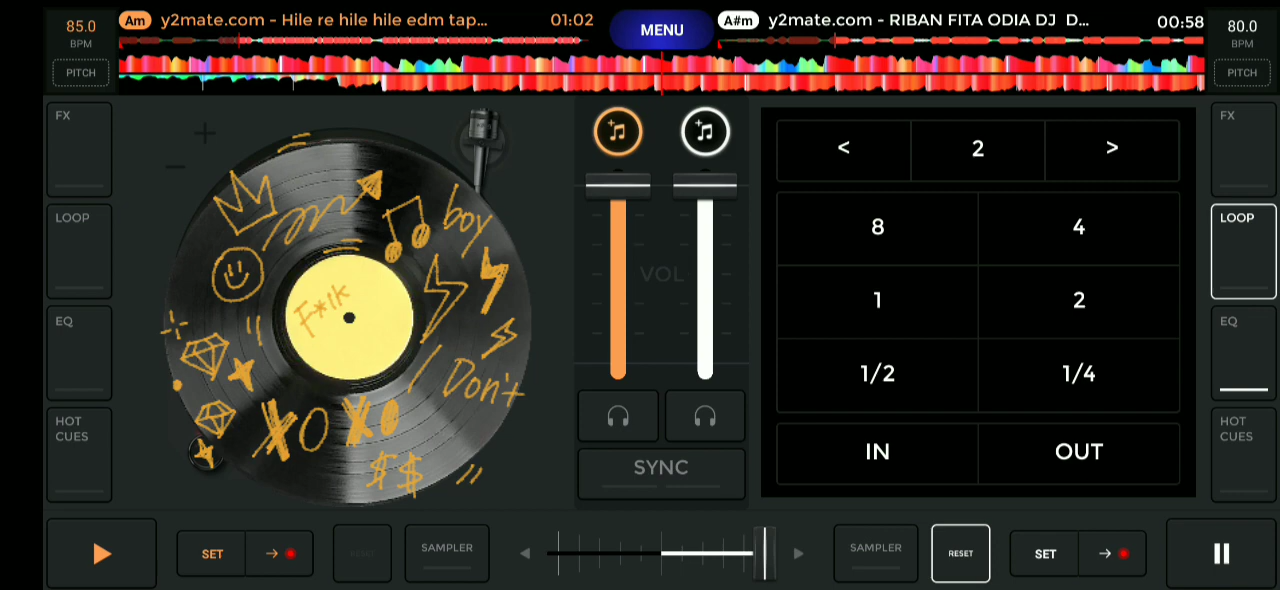 85.0
BPM
PITCH
Am y2mate.com - Hile re hile hile edm tap... 01:02
MENU
A#m y2mate.com - RIBAN FITA ODIA DJ D... 00:58
80.0
BPM
PITCH
FX
LOOP
EQ
HOT
CUES
boy
F*!K
Don't
XO XO
$$
VOL
SYNC
< 2 >
8 4
1 2
1/2 1/4
IN OUT
FX
LOOP
EQ
HOT
CUES
SET
RESET
SAMPLER
SAMPLER
RESET
SET